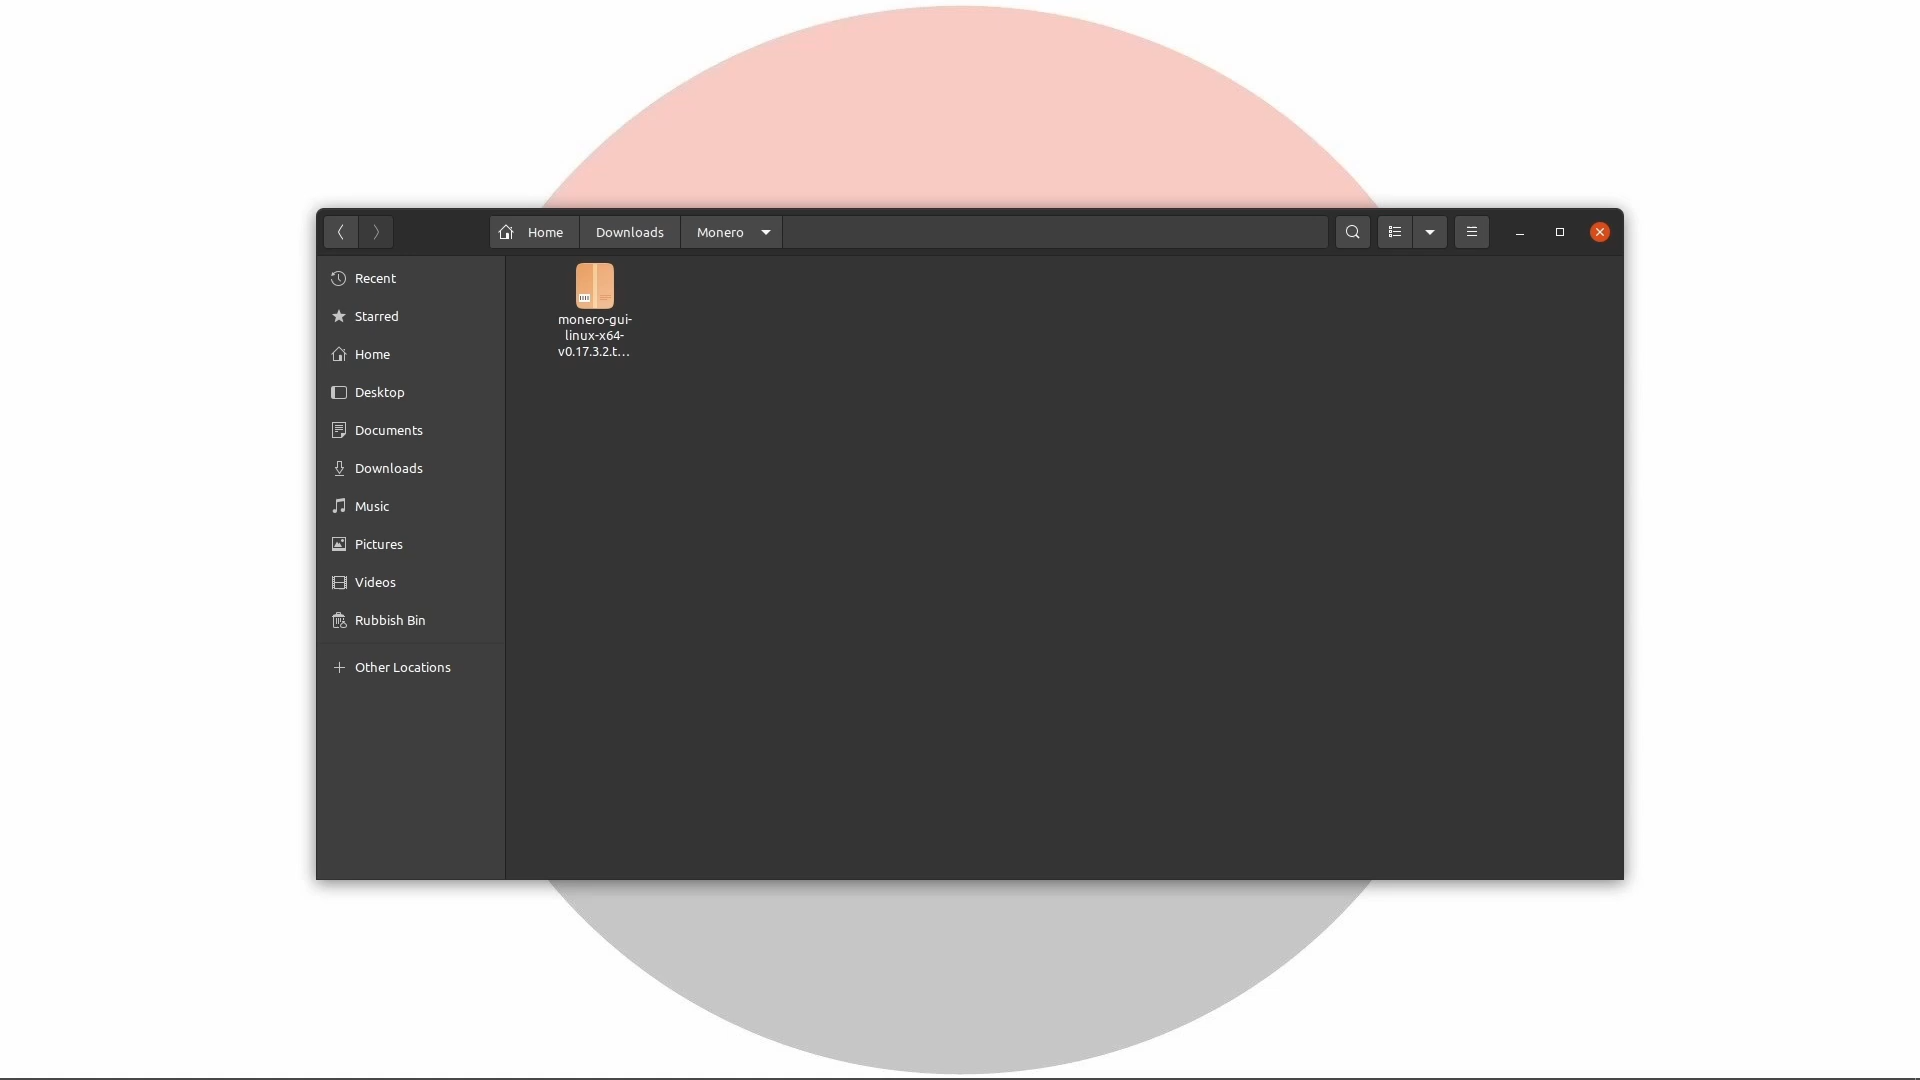 Home Downloads Monero
Recent
Starred
Home
Desktop
Documents
Downloads
Music
Pictures
Videos
Rubbish Bin
Other Locations
monero-gui-
linux-x64-
v0.17.3.2.t…